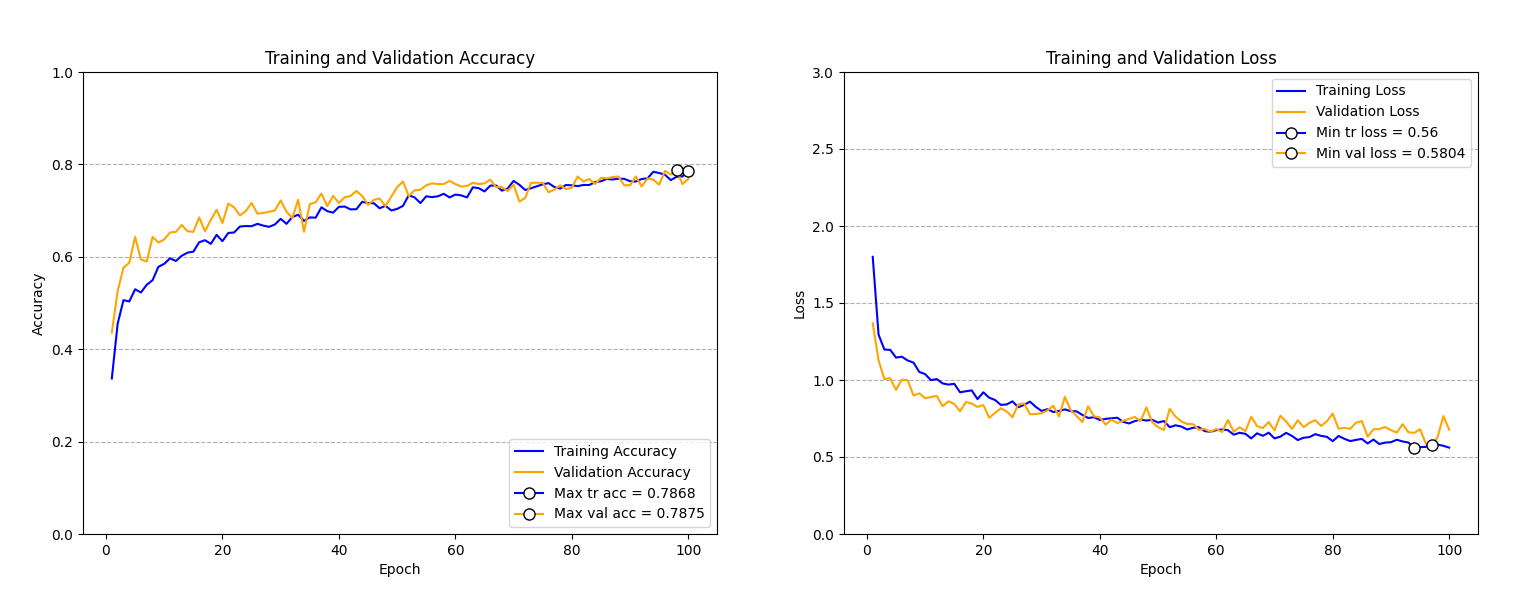 Training and Validation Accuracy
1.0
0.8
0.6
0.4
0.2
0.0
Accuracy
0 20 40 60 80 100
Epoch
Training Accuracy
Validation Accuracy
Max tr acc = 0.7868
Max val acc = 0.7875
Training and Validation Loss
3.0
2.5
2.0
1.5
1.0
0.5
0.0
Loss
0 20 40 60 80 100
Epoch
Training Loss
Validation Loss
Min tr loss = 0.56
Min val loss = 0.5804